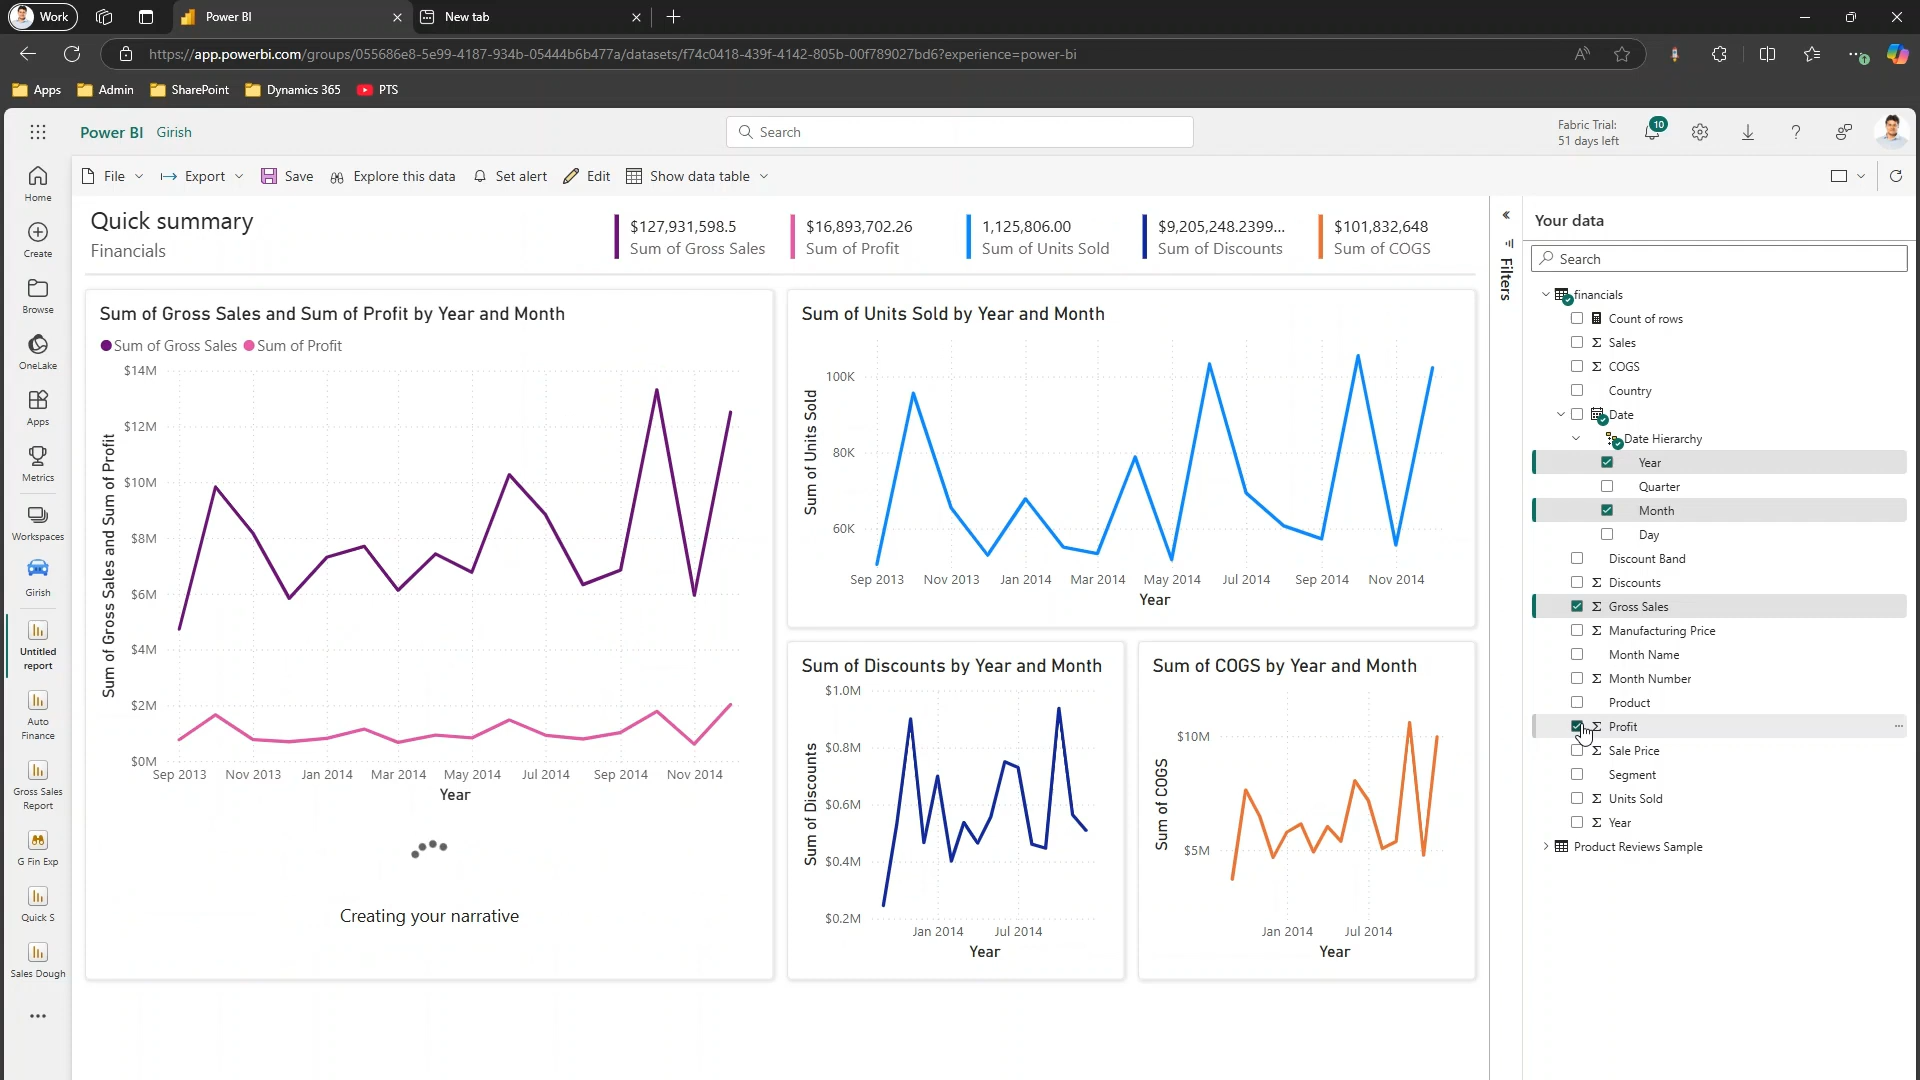 Work
Power BI
New tab
https://app.powerbi.com/groups/055686e8-5e99-4187-934b-05444b6b477a/datasets/f74c0418-439f-4142-805b-00f789027bd6?experience=power-bi
Apps
Admin
SharePoint
Dynamics 365
PTS
Power BI Girish
Search
Fabric Trial:
51 days left
10
File
Export
Save
Explore this data
Set alert
Edit
Show data table
Home
Create
Browse
OneLake
Apps
Metrics
Workspaces
Girish
Untitled
report
Auto
Finance
Gross Sales
Report
G Fin Exp
Quick S
Sales Dough
Quick summary
Financials
$127,931,598.5
Sum of Gross Sales
$16,893,702.26
Sum of Profit
1,125,806.00
Sum of Units Sold
$9,205,248.2399...
Sum of Discounts
$101,832,648
Sum of COGS
Sum of Gross Sales and Sum of Profit by Year and Month
Sum of Gross Sales Sum of Profit
Sum of Gross Sales and Sum of Profit
$14M
$12M
$10M
$8M
$6M
$4M
$2M
$0M
Sep 2013 Nov 2013 Jan 2014 Mar 2014 May 2014 Jul 2014 Sep 2014 Nov 2014
Year
Creating your narrative
Sum of Units Sold by Year and Month
Sum of Units Sold
100K
80K
60K
Sep 2013 Nov 2013 Jan 2014 Mar 2014 May 2014 Jul 2014 Sep 2014 Nov 2014
Year
Sum of Discounts by Year and Month
Sum of Discounts
$1.0M
$0.8M
$0.6M
$0.4M
$0.2M
Jan 2014 Jul 2014
Year
Sum of COGS by Year and Month
Sum of COGS
$10M
$5M
Jan 2014 Jul 2014
Year
Filters
Your data
Search
financials
Count of rows
Sales
COGS
Country
Date
Date Hierarchy
Year
Quarter
Month
Day
Discount Band
Discounts
Gross Sales
Manufacturing Price
Month Name
Month Number
Product
Profit
Sale Price
Segment
Units Sold
Year
Product Reviews Sample